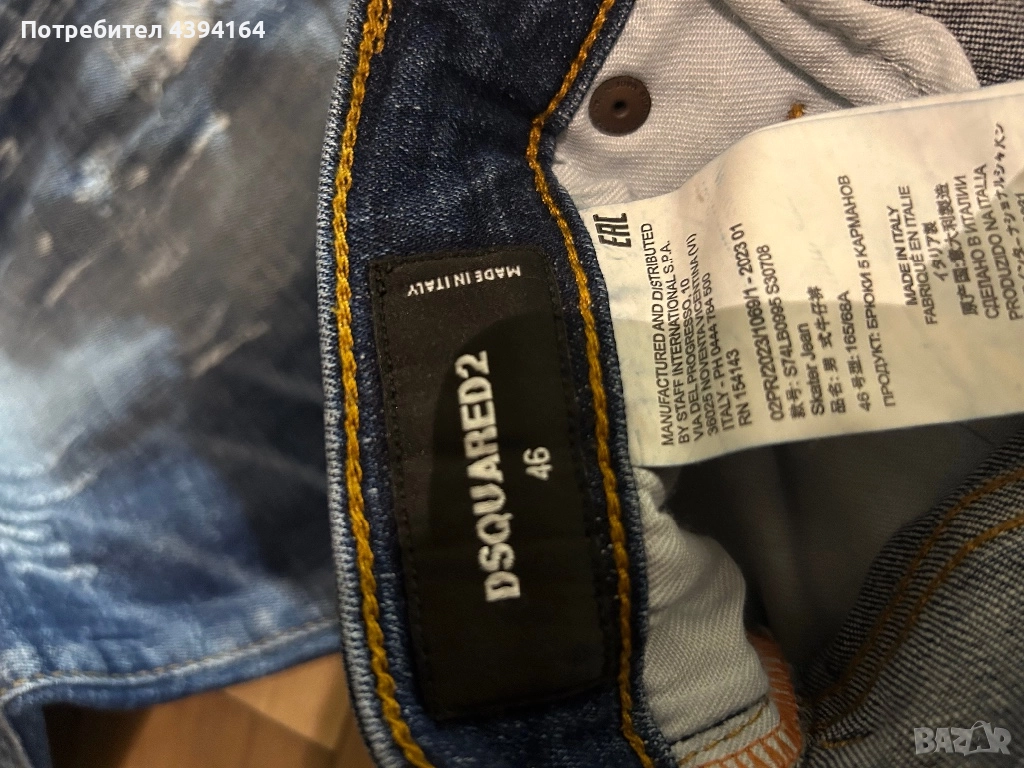 Потребител 4394164
MADE IN ITALY
DSQUARED2
46
EAC
MANUFACTURED AND DISTRIBUTED
BY STAFF INTERNATIONAL S.P.A.
VIA DEL PROGRESSO, 10
36025 NOVENTA VICENTINA (VI)
ITALY - PH 0444 784 500
RN 154143
02PR/2023/1069/1 - 2023 01
款号: S74LB0995 S30708
Skater Jean
品名: 男 式 牛仔裤
46 号型: 165/68A
ПРОДУКТ: БРЮКИ 5 КАРМАНОВ
MADE IN ITALY
FABRIQUÉ EN ITALIE
イタリア製
原产国: 意大利制造
СДЕЛАНО В ИТАЛИИ
PRODUZIDO NA ITÁLIA
BAZAR